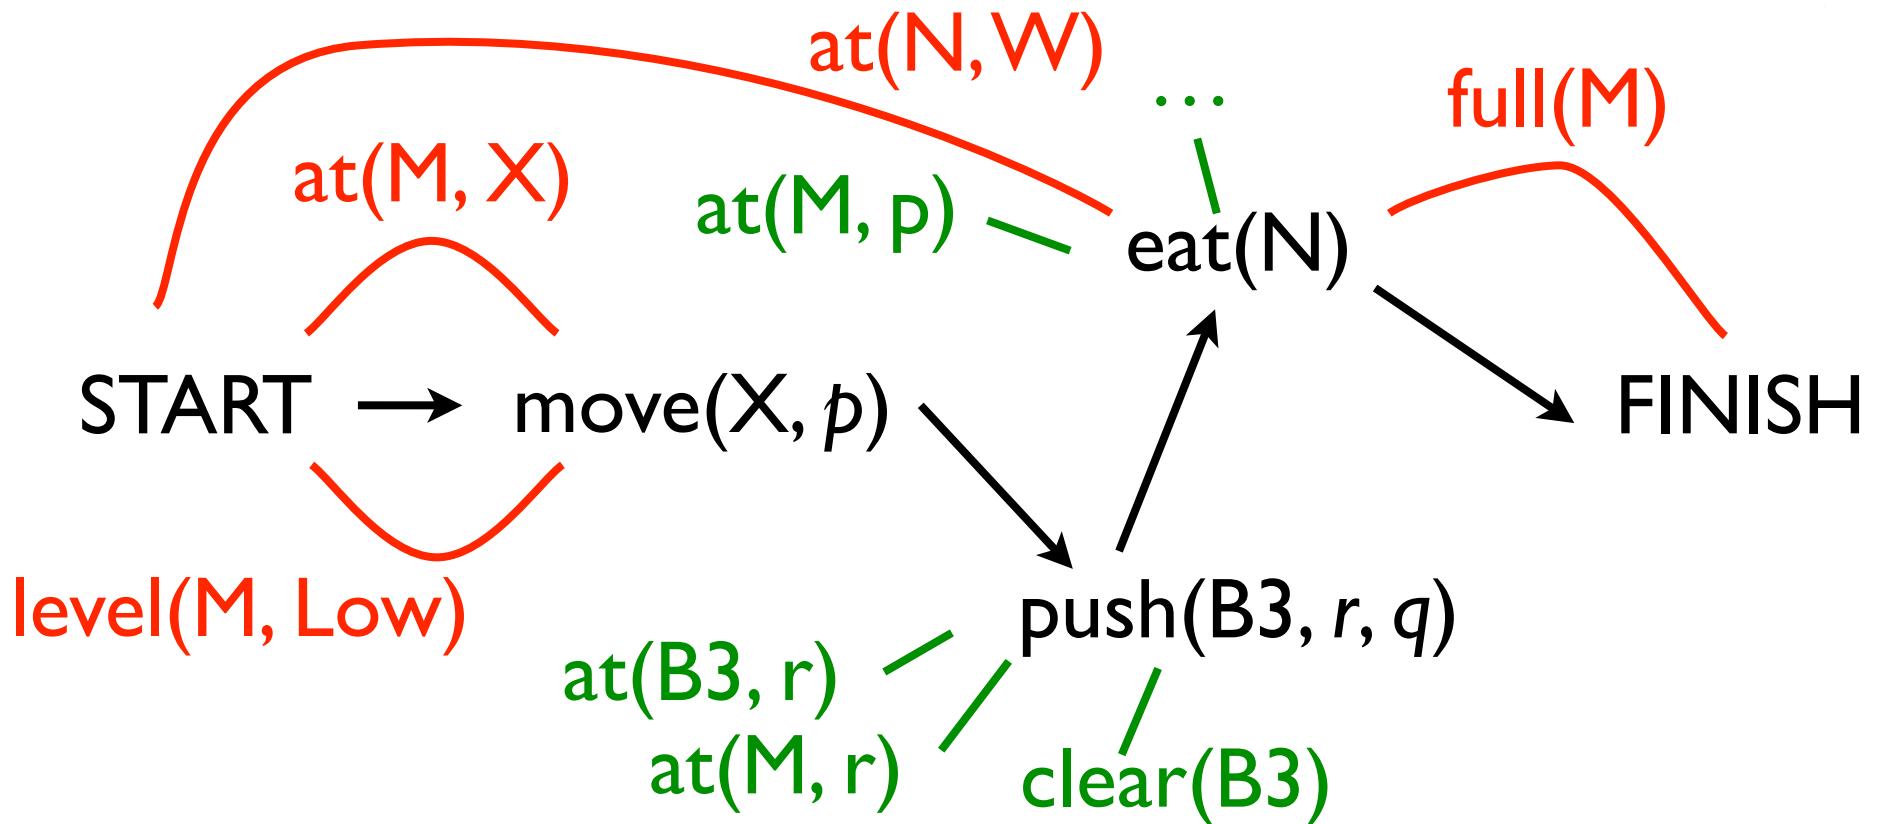 at(N, W)
...
full(M)
at(M, X)
at(M, p)
eat(N)
START
move(X, p)
FINISH
level(M, Low)
push(B3, r, q)
at(B3, r)
at(M, r)
clear(B3)